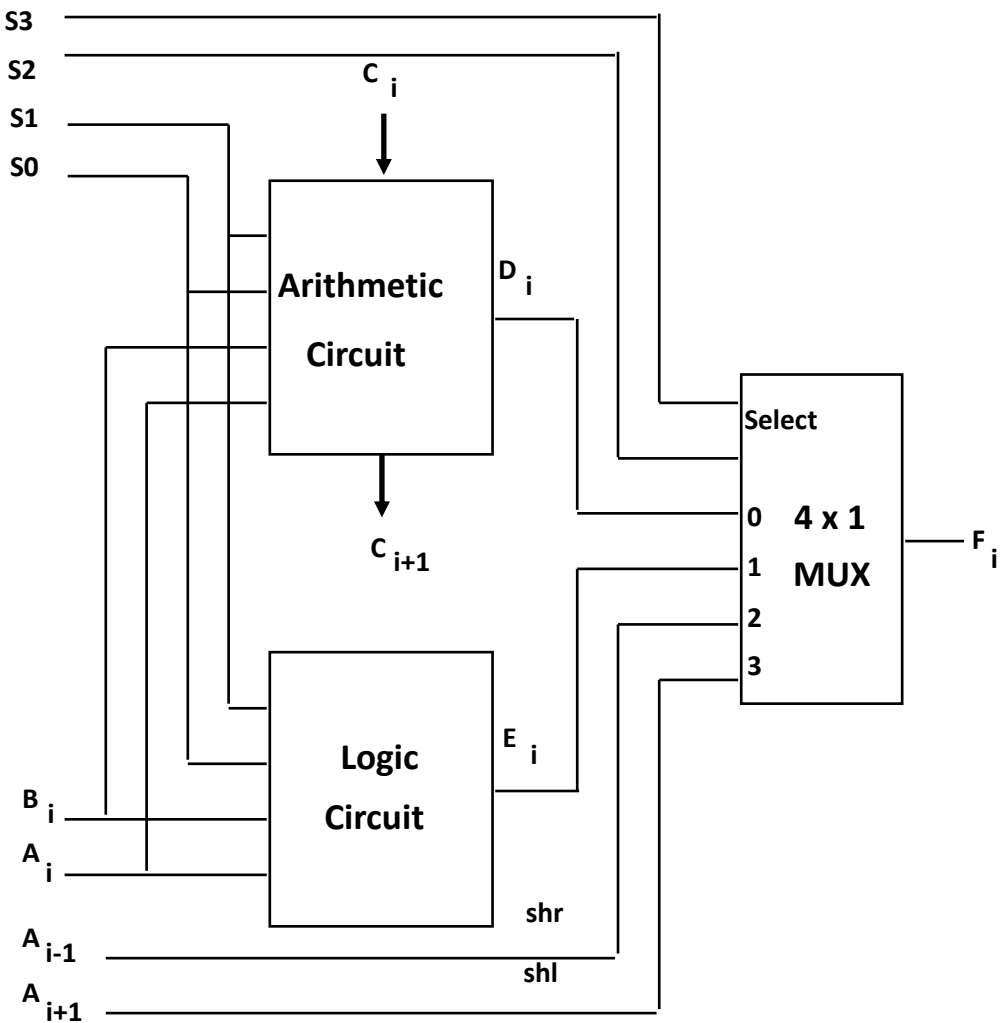 S3
S2
S1
S0
C i
Arithmetic
Circuit
D i
C i+1
Select
0
1
2
3
4 x 1
MUX
F i
Logic
Circuit
E i
B i
A i
A i-1
A i+1
shr
shl